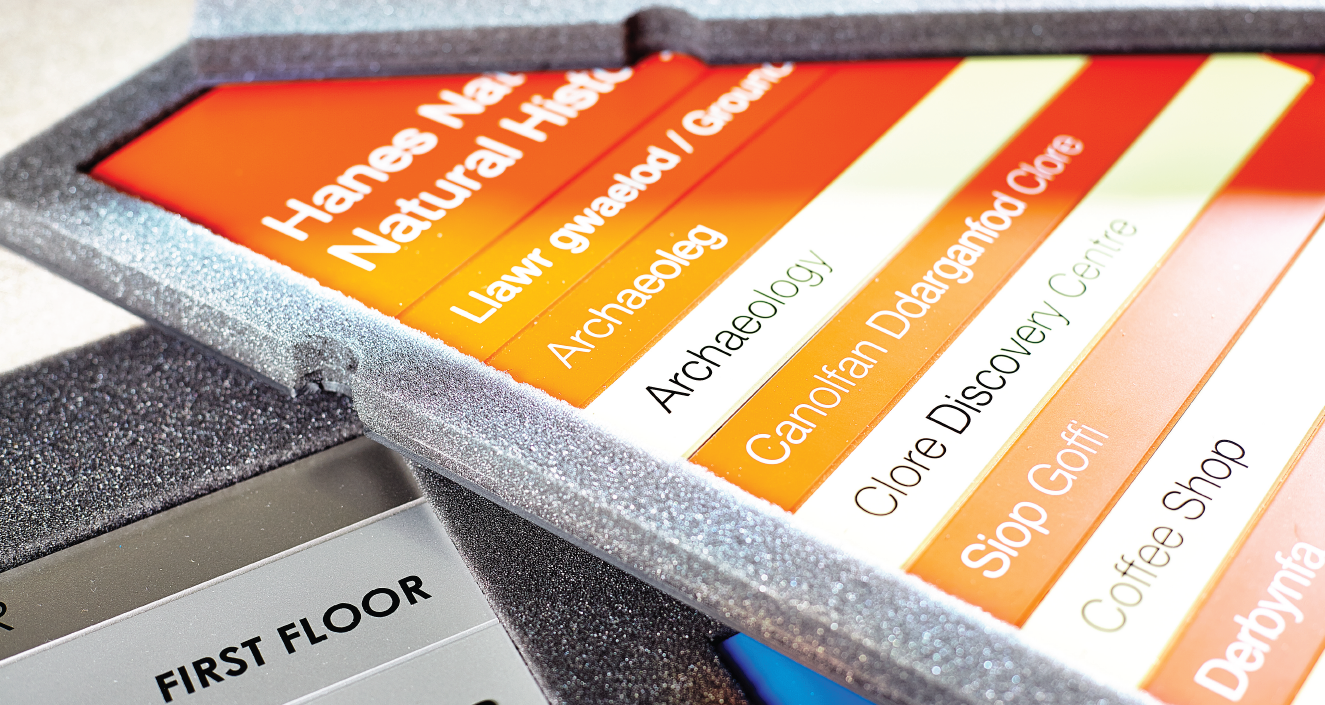 Hanes Nat
Natural Histo
Llawr gwaelod / Ground
Archaeoleg
Archaeology
Canolfan Ddarganfod Clore
Clore Discovery Centre
Siop Goffi
Coffee Shop
Derbynfa
R
FIRST FLOOR